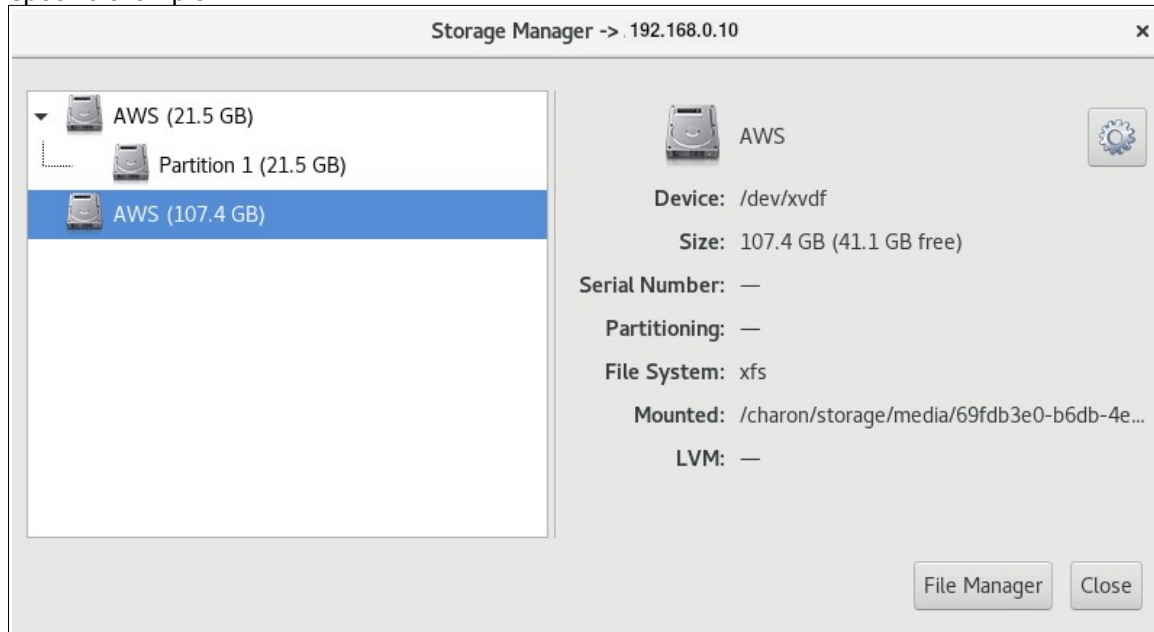 Storage Manager -> 192.168.0.10
×
AWS (21.5 GB)
Partition 1 (21.5 GB)
AWS (107.4 GB)
AWS
Device: /dev/xvdf
Size: 107.4 GB (41.1 GB free)
Serial Number: —
Partitioning: —
File System: xfs
Mounted: /charon/storage/media/69fdb3e0-b6db-4e...
LVM: —
File Manager
Close